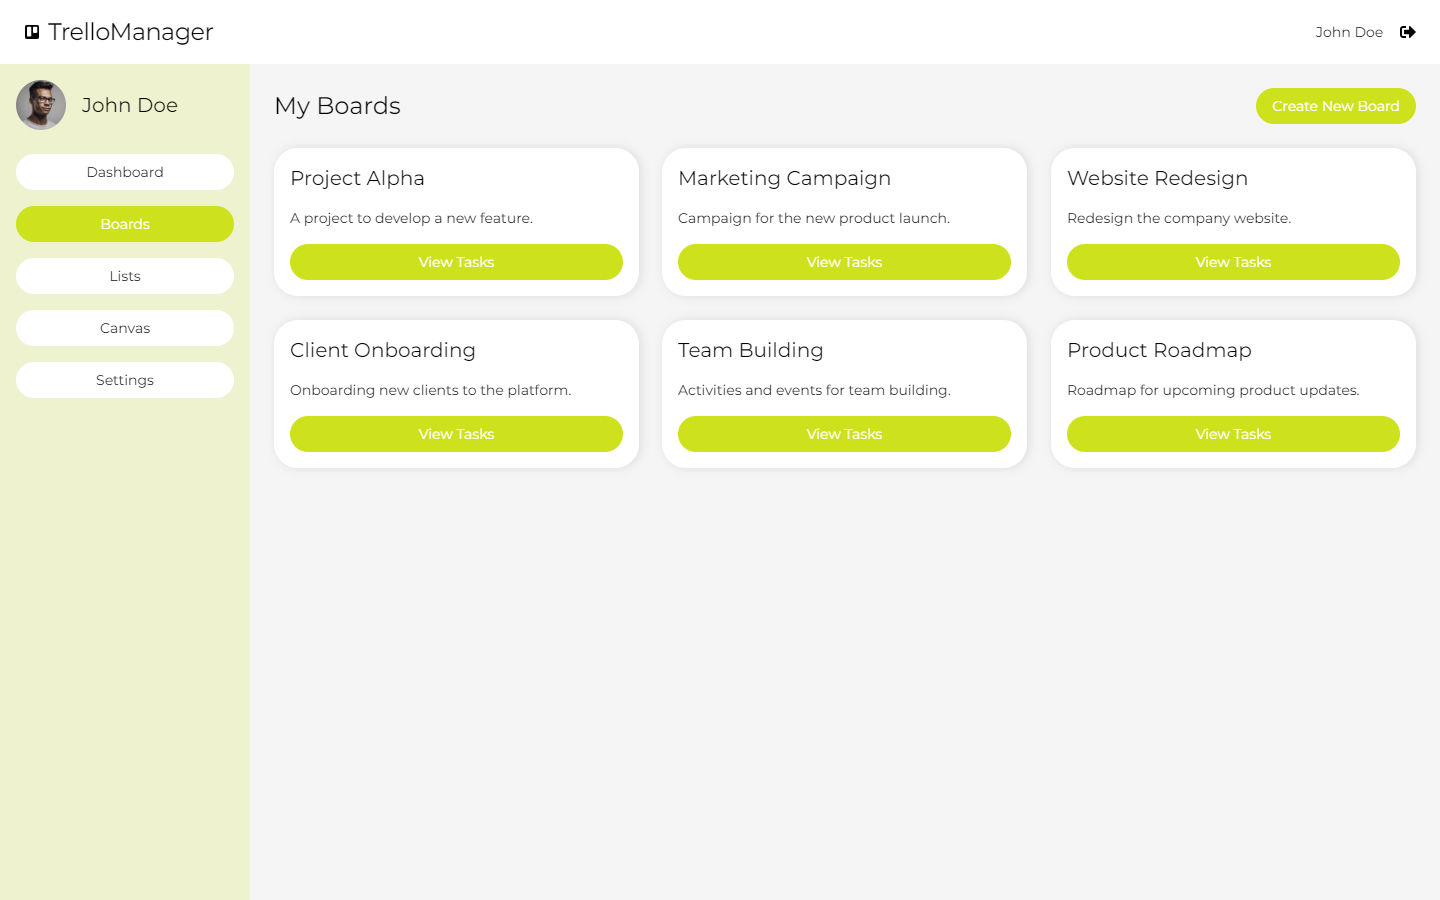 TrelloManager
John Doe
John Doe
Dashboard
Boards
Lists
Canvas
Settings
My Boards
Create New Board
Project Alpha
A project to develop a new feature.
View Tasks
Marketing Campaign
Campaign for the new product launch.
View Tasks
Website Redesign
Redesign the company website.
View Tasks
Client Onboarding
Onboarding new clients to the platform.
View Tasks
Team Building
Activities and events for team building.
View Tasks
Product Roadmap
Roadmap for upcoming product updates.
View Tasks